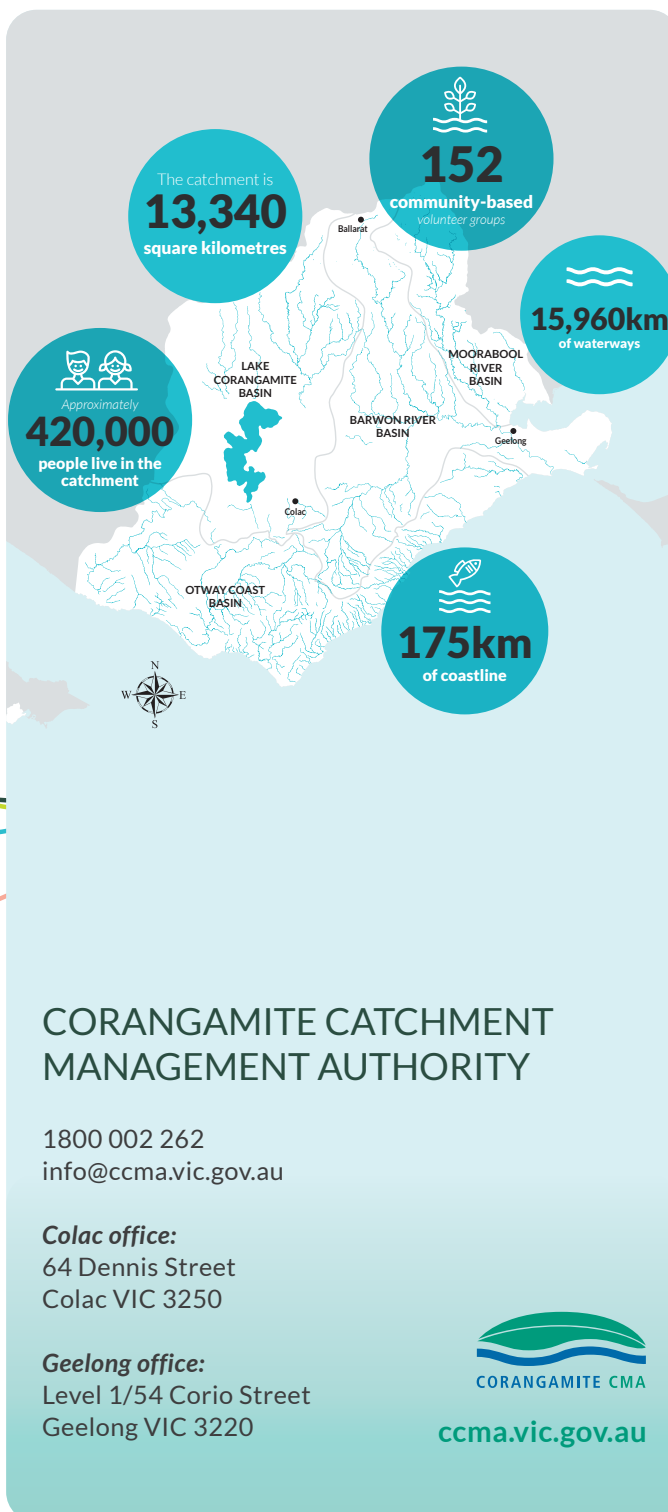 152
community-based
volunteer groups
The catchment is
13,340
square kilometres
Ballarat
15,960km
of waterways
MOORABOOL
RIVER
BASIN
LAKE
CORANGAMITE
BASIN
Approximately
420,000
people live in the
catchment
BARWON RIVER
BASIN
Geelong
Colac
OTWAY COAST
BASIN
175km
of coastline
N
W E
S
CORANGAMITE CATCHMENT
MANAGEMENT AUTHORITY
1800 002 262
info@ccma.vic.gov.au
Colac office:
64 Dennis Street
Colac VIC 3250
Geelong office:
Level 1/54 Corio Street
Geelong VIC 3220
CORANGAMITE CMA
ccma.vic.gov.au